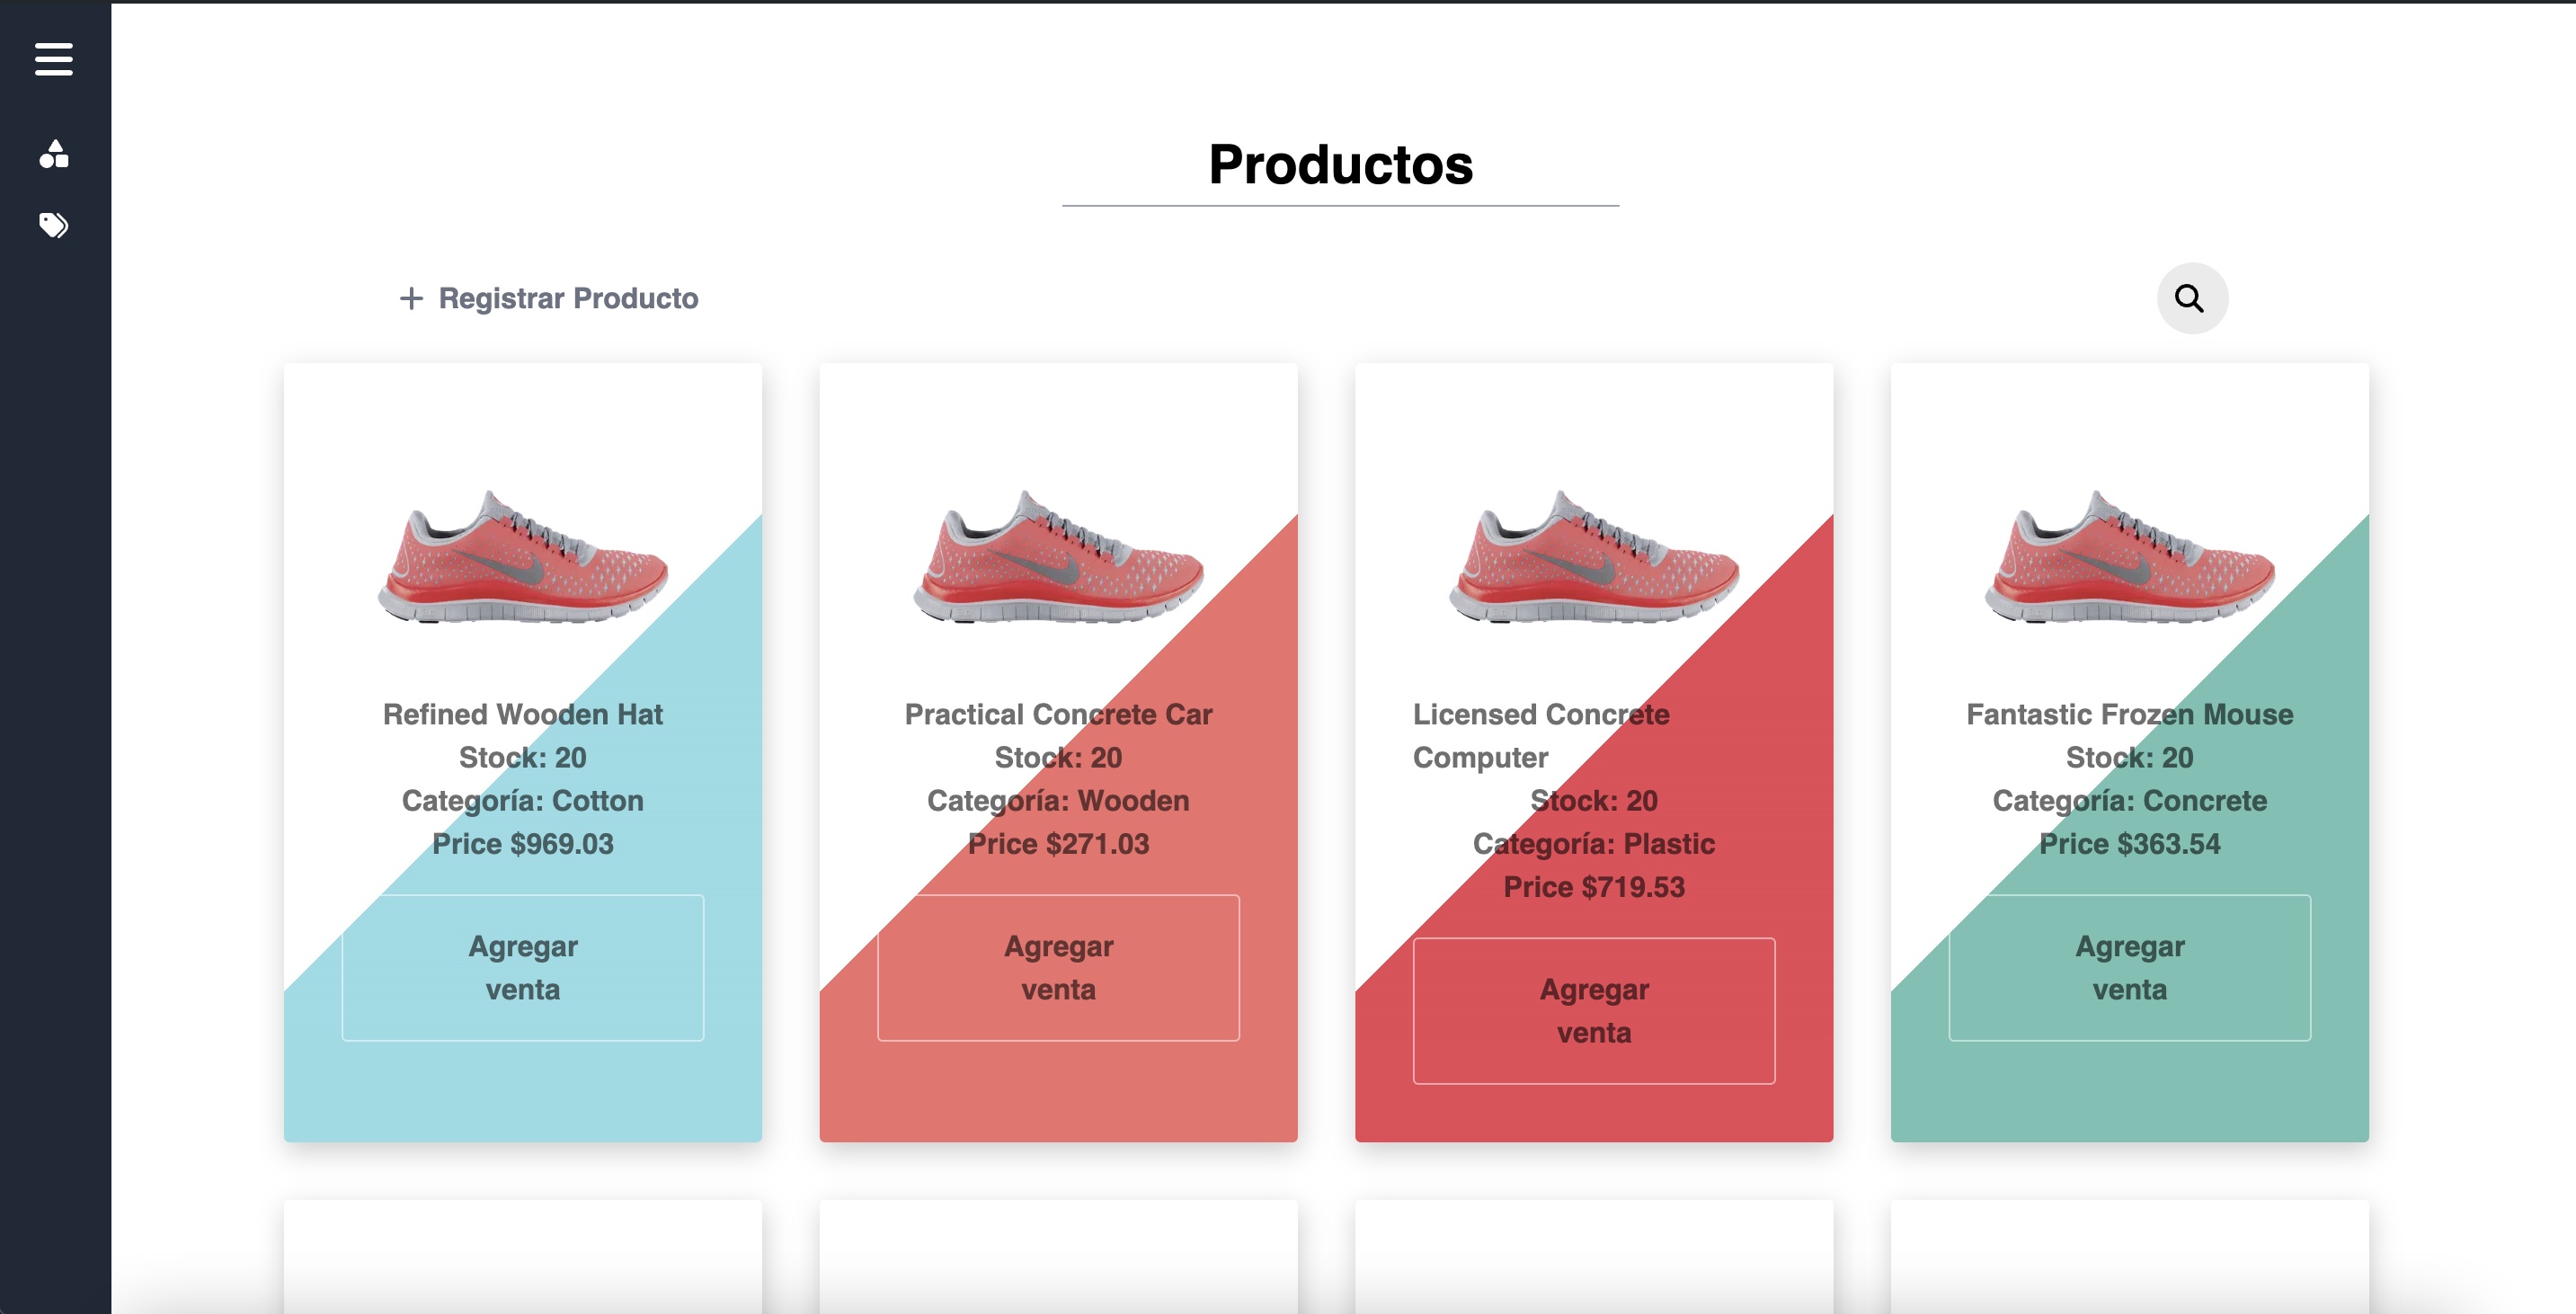 Productos
Registrar Producto
Refined Wooden Hat
Stock: 20
Categoría: Cotton
Price $969.03
Agregar
venta
Practical Concrete Car
Stock: 20
Categoría: Wooden
Price $271.03
Agregar
venta
Licensed Concrete
Computer
Stock: 20
Categoría: Plastic
Price $719.53
Agregar
venta
Fantastic Frozen Mouse
Stock: 20
Categoría: Concrete
Price $363.54
Agregar
venta